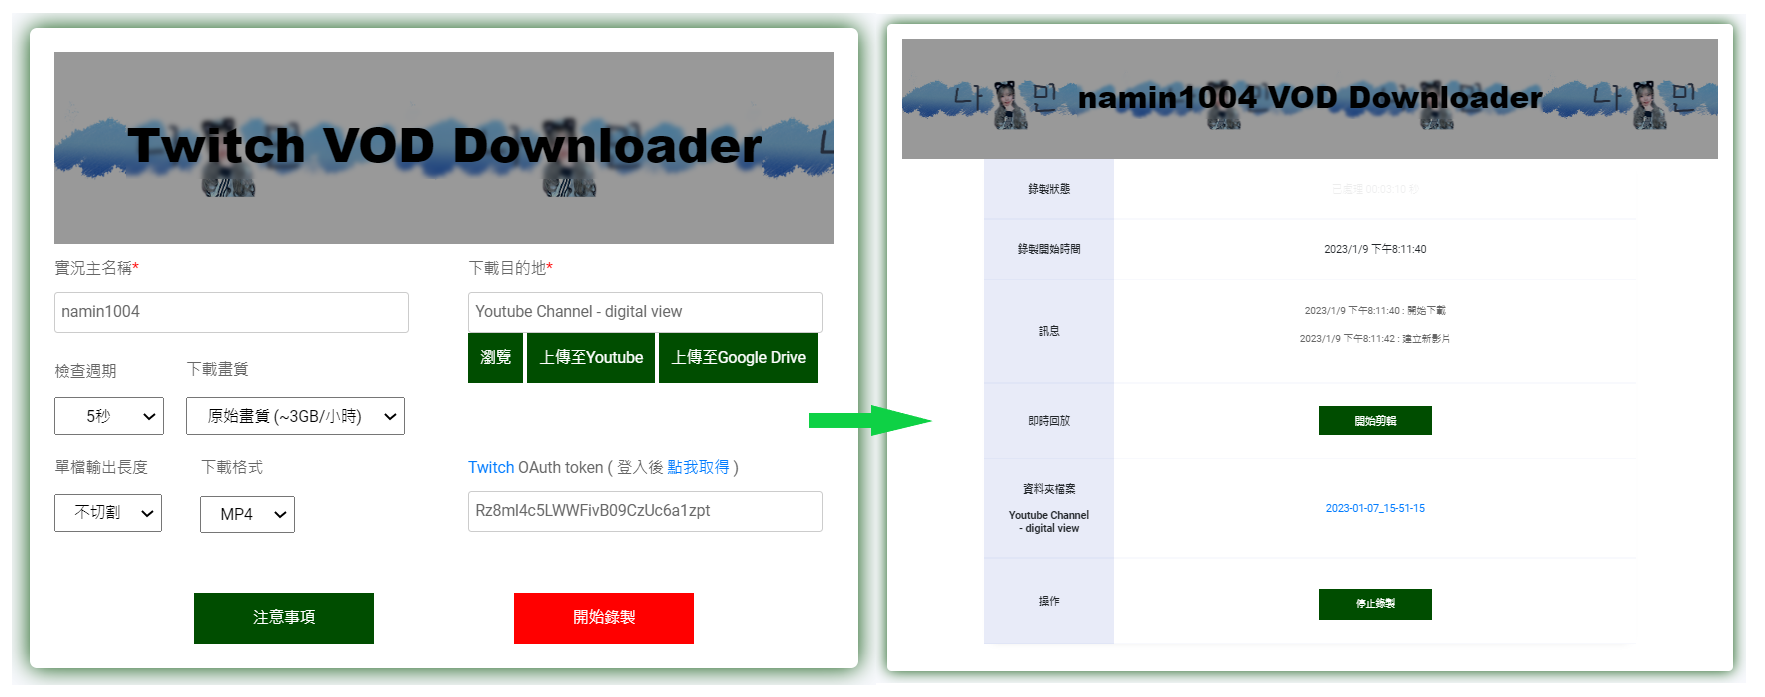 Twitch VOD Downloader
實況主名稱*
namin1004
下載目的地*
Youtube Channel - digital view
瀏覽
上傳至Youtube
上傳至Google Drive
檢查週期
5秒
下載畫質
原始畫質 (~3GB/小時)
單檔輸出長度
不切割
下載格式
MP4
Twitch OAuth token ( 登入後 點我取得 )
Rz8ml4c5LWWFivB09CzUc6a1zpt
注意事項
開始錄製
나 민 namin1004 VOD Downloader 나 민
錄製狀態
已處理 00:03:10 秒
錄製開始時間
2023/1/9 下午8:11:40
訊息
2023/1/9 下午8:11:40 : 開始下載
2023/1/9 下午8:11:42 : 建立新影片
即時回放
開始剪輯
資料夾檔案
Youtube Channel
- digital view
2023-01-07_15-51-15
操作
停止錄製